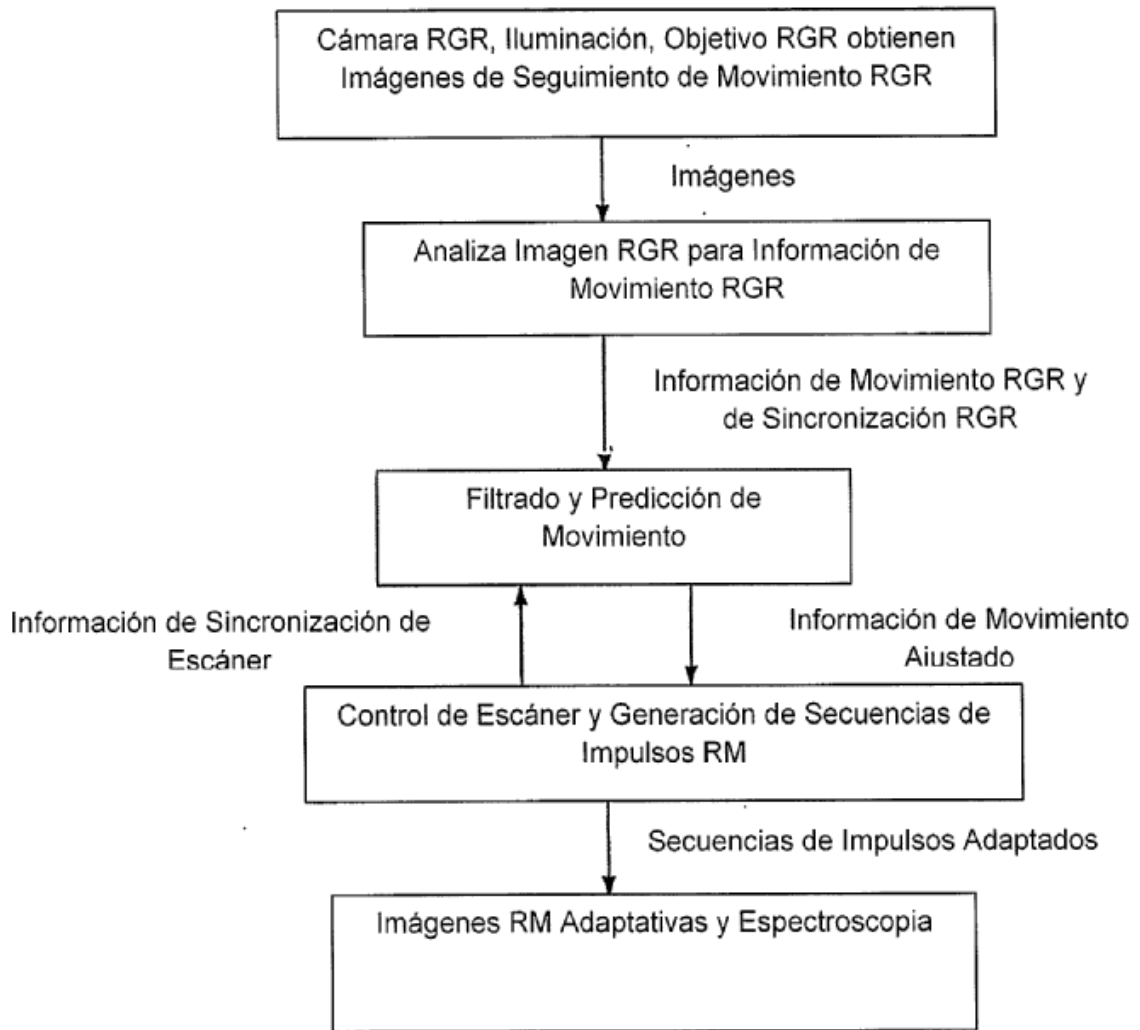 Cámara RGR, Iluminación, Objetivo RGR obtienen
Imágenes de Seguimiento de Movimiento RGR
Imágenes
Analiza Imagen RGR para Información de
Movimiento RGR
Información de Movimiento RGR y
de Sincronización RGR
Filtrado y Predicción de
Movimiento
Información de Sincronización de
Escáner
Información de Movimiento
Aiustado
Control de Escáner y Generación de Secuencias de
Impulsos RM
Secuencias de Impulsos Adaptados
Imágenes RM Adaptativas y Espectroscopia